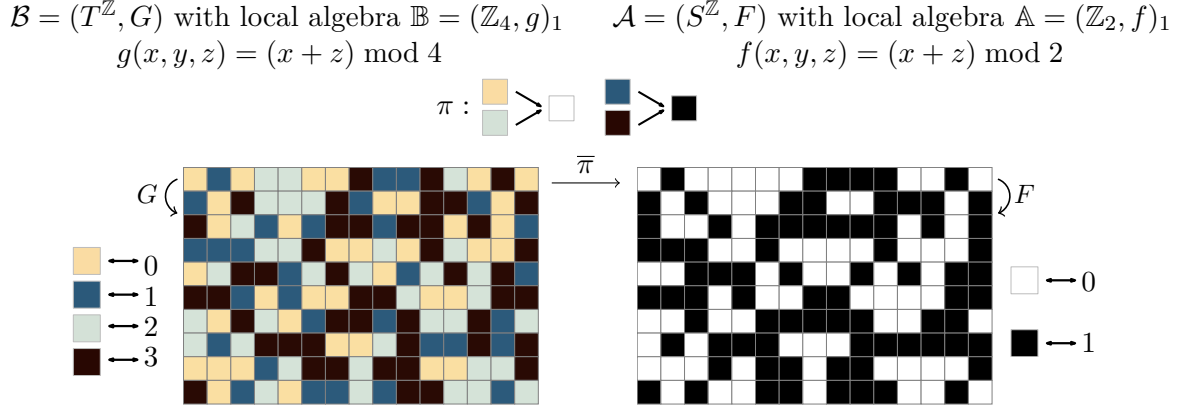 𝓑 = (T^ℤ, G) with local algebra 𝔹 = (ℤ₄, g)₁
g(x, y, z) = (x + z) mod 4
𝓐 = (S^ℤ, F) with local algebra 𝔸 = (ℤ₂, f)₁
f(x, y, z) = (x + z) mod 2
π :
π̅
G
F
0
1
2
3
0
1